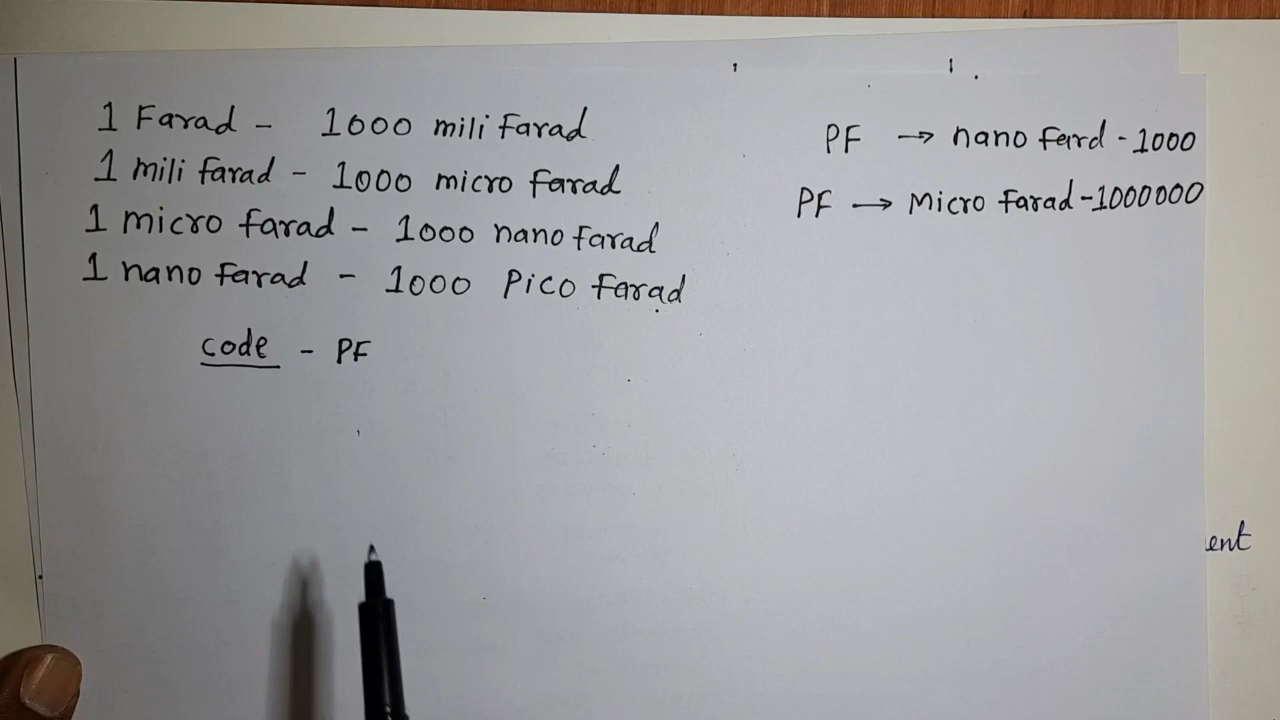 1 Farad - 1000 mili farad
1 mili farad - 1000 micro farad
1 micro farad - 1000 nano farad
1 nano farad - 1000 Pico farad
code - PF
PF → nano ferd - 1000
PF → Micro farad - 1000000
ent